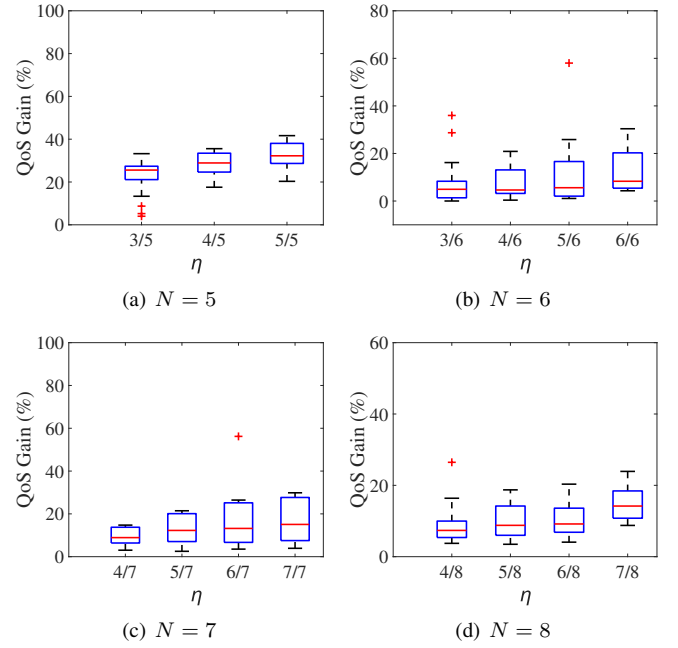 QoS Gain (%)
100
80
60
40
20
0
3/5 4/5 5/5
η
(a) N = 5
QoS Gain (%)
80
60
40
20
0
3/6 4/6 5/6 6/6
η
(b) N = 6
QoS Gain (%)
100
80
60
40
20
0
4/7 5/7 6/7 7/7
η
(c) N = 7
QoS Gain (%)
60
40
20
0
4/8 5/8 6/8 7/8
η
(d) N = 8